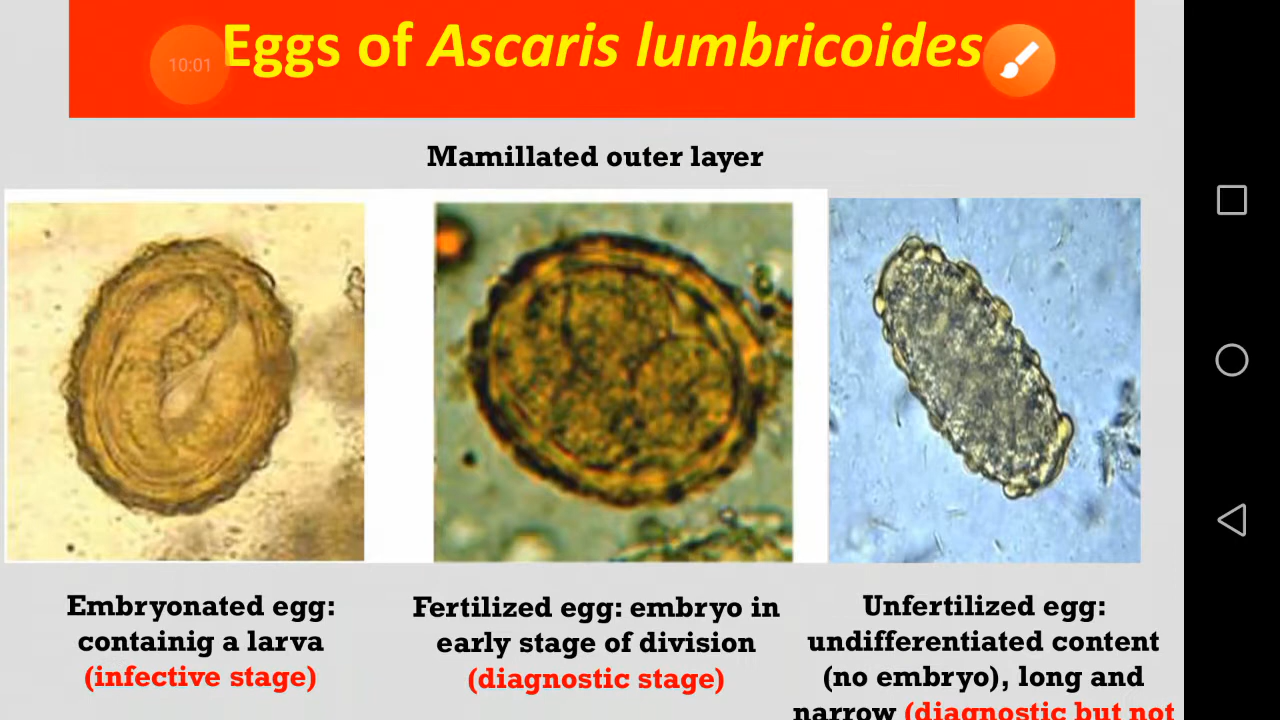 Eggs of Ascaris lumbricoides
10:01
Mamillated outer layer
Embryonated egg:
containig a larva
(infective stage)
Fertilized egg: embryo in
early stage of division
(diagnostic stage)
Unfertilized egg:
undifferentiated content
(no embryo), long and
narrow (diagnostic but not